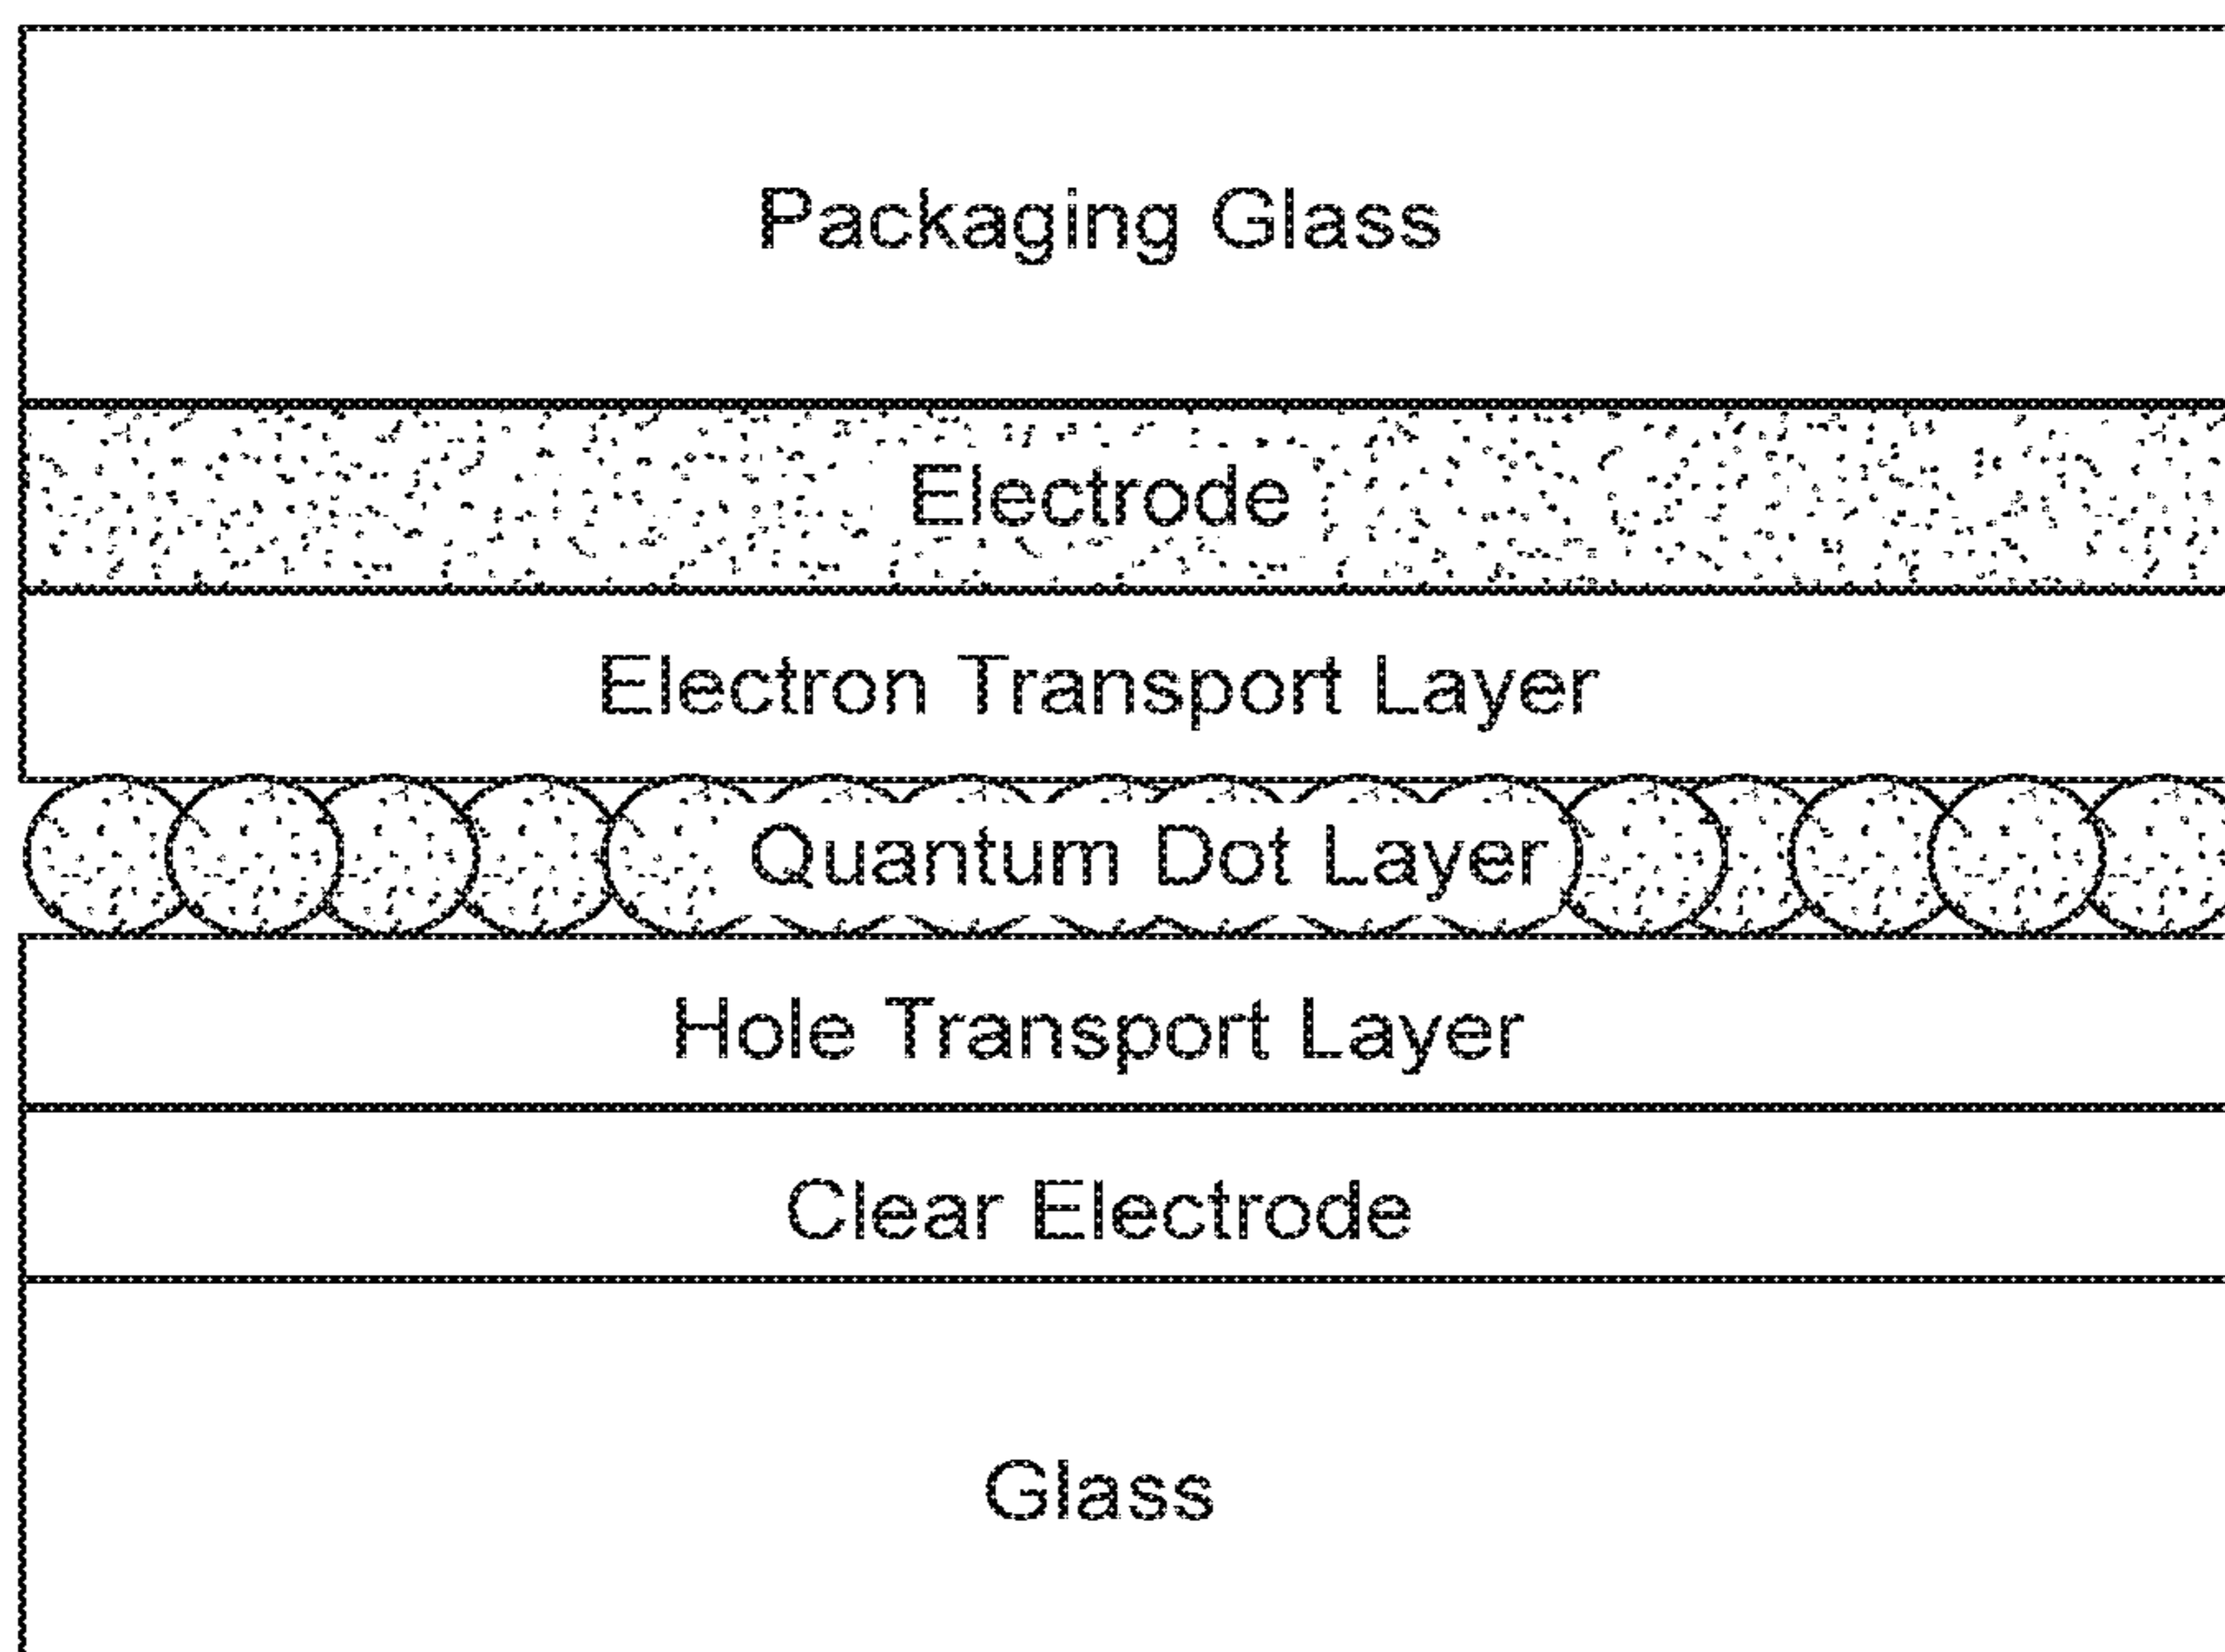 Packaging Glass
Electrode
Electron Transport Layer
Quantum Dot Layer
Hole Transport Layer
Clear Electrode
Glass